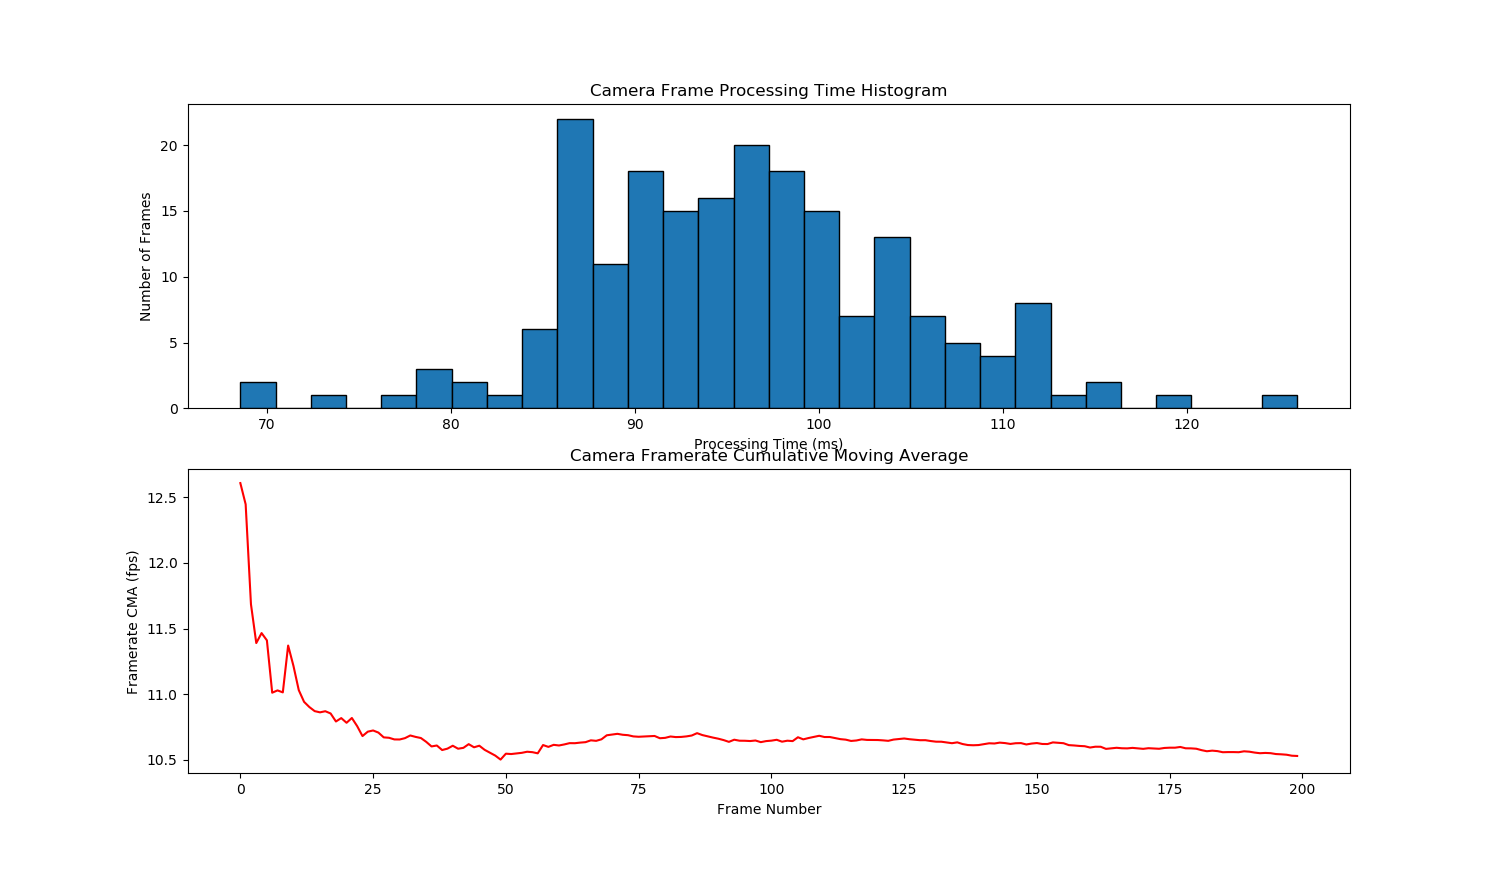 Camera Frame Processing Time Histogram
Number of Frames
20
15
10
5
0
70 80 90 100 110 120
Processing Time (ms)
Camera Framerate Cumulative Moving Average
Framerate CMA (fps)
12.5
12.0
11.5
11.0
10.5
0 25 50 75 100 125 150 175 200
Frame Number